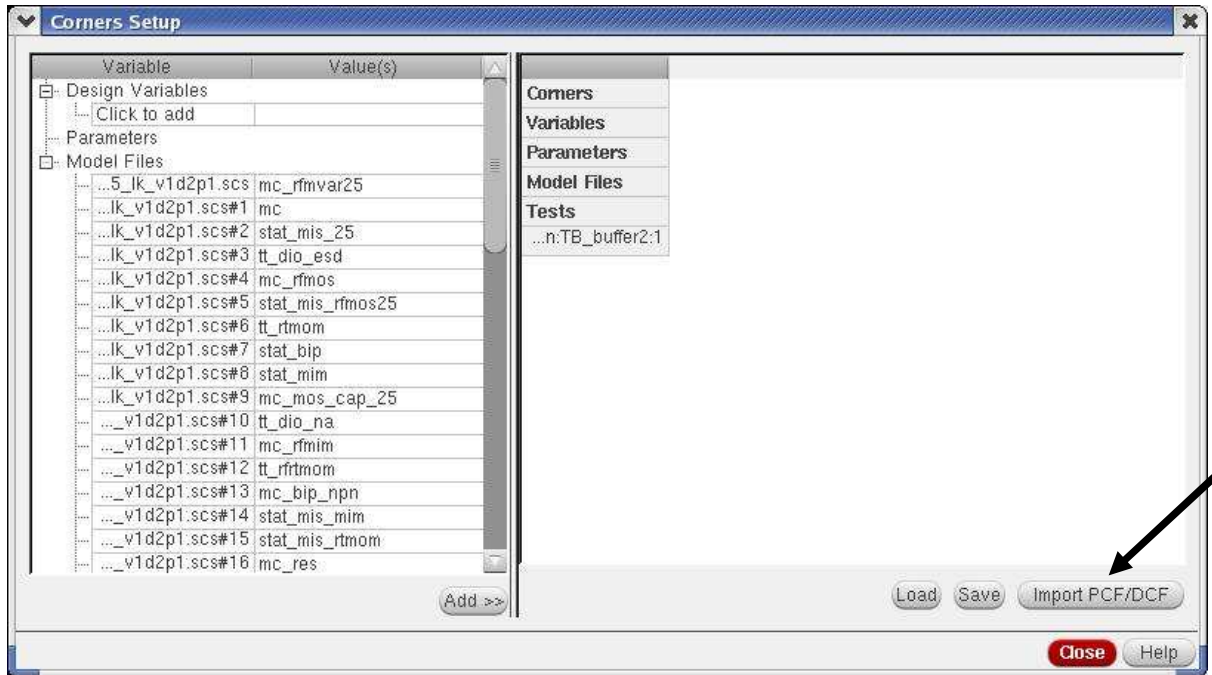 Corners Setup
Variable Value(s)
Design Variables
Click to add
Parameters
Model Files
...5_lk_v1d2p1.scs mc_rfmvar25
...lk_v1d2p1.scs#1 mc
...lk_v1d2p1.scs#2 stat_mis_25
...lk_v1d2p1.scs#3 tt_dio_esd
...lk_v1d2p1.scs#4 mc_rfmos
...lk_v1d2p1.scs#5 stat_mis_rfmos25
...lk_v1d2p1.scs#6 tt_rtmom
...lk_v1d2p1.scs#7 stat_bip
...lk_v1d2p1.scs#8 stat_mim
...lk_v1d2p1.scs#9 mc_mos_cap_25
..._v1d2p1.scs#10 tt_dio_na
..._v1d2p1.scs#11 mc_rfmim
..._v1d2p1.scs#12 tt_rfrtmom
..._v1d2p1.scs#13 mc_bip_npn
..._v1d2p1.scs#14 stat_mis_mim
..._v1d2p1.scs#15 stat_mis_rtmom
..._v1d2p1.scs#16 mc_res
Add >>
Corners
Variables
Parameters
Model Files
Tests
...n:TB_buffer2:1
Load Save Import PCF/DCF
Close Help